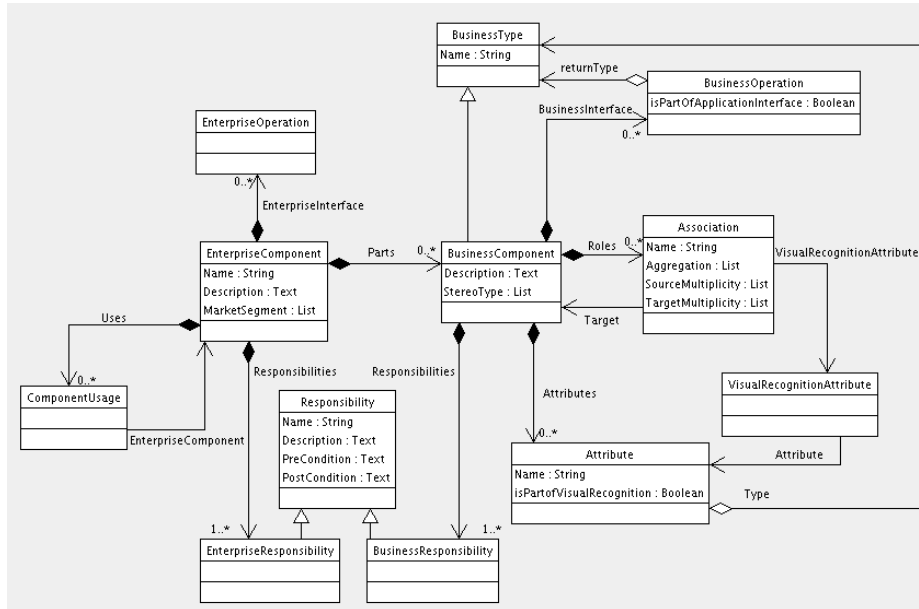 BusinessType
Name : String
returnType
BusinessOperation
isPartOfApplicationInterface : Boolean
BusinessInterface
0..*
EnterpriseOperation
0..*
EnterpriseInterface
EnterpriseComponent
Name : String
Description : Text
MarketSegment : List
Parts
0..*
BusinessComponent
Description : Text
StereoType : List
Roles
0..*
Association
Name : String
Aggregation : List
SourceMultiplicity : List
TargetMultiplicity : List
VisualRecognitionAttribute
Target
Uses
0..*
ComponentUsage
EnterpriseComponent
Responsibilities
Responsibilities
Responsibility
Name : String
Description : Text
PreCondition : Text
PostCondition : Text
Attributes
0..*
VisualRecognitionAttribute
Attribute
Attribute
Name : String
isPartofVisualRecognition : Boolean
Type
1..*
EnterpriseResponsibility
1..*
BusinessResponsibility